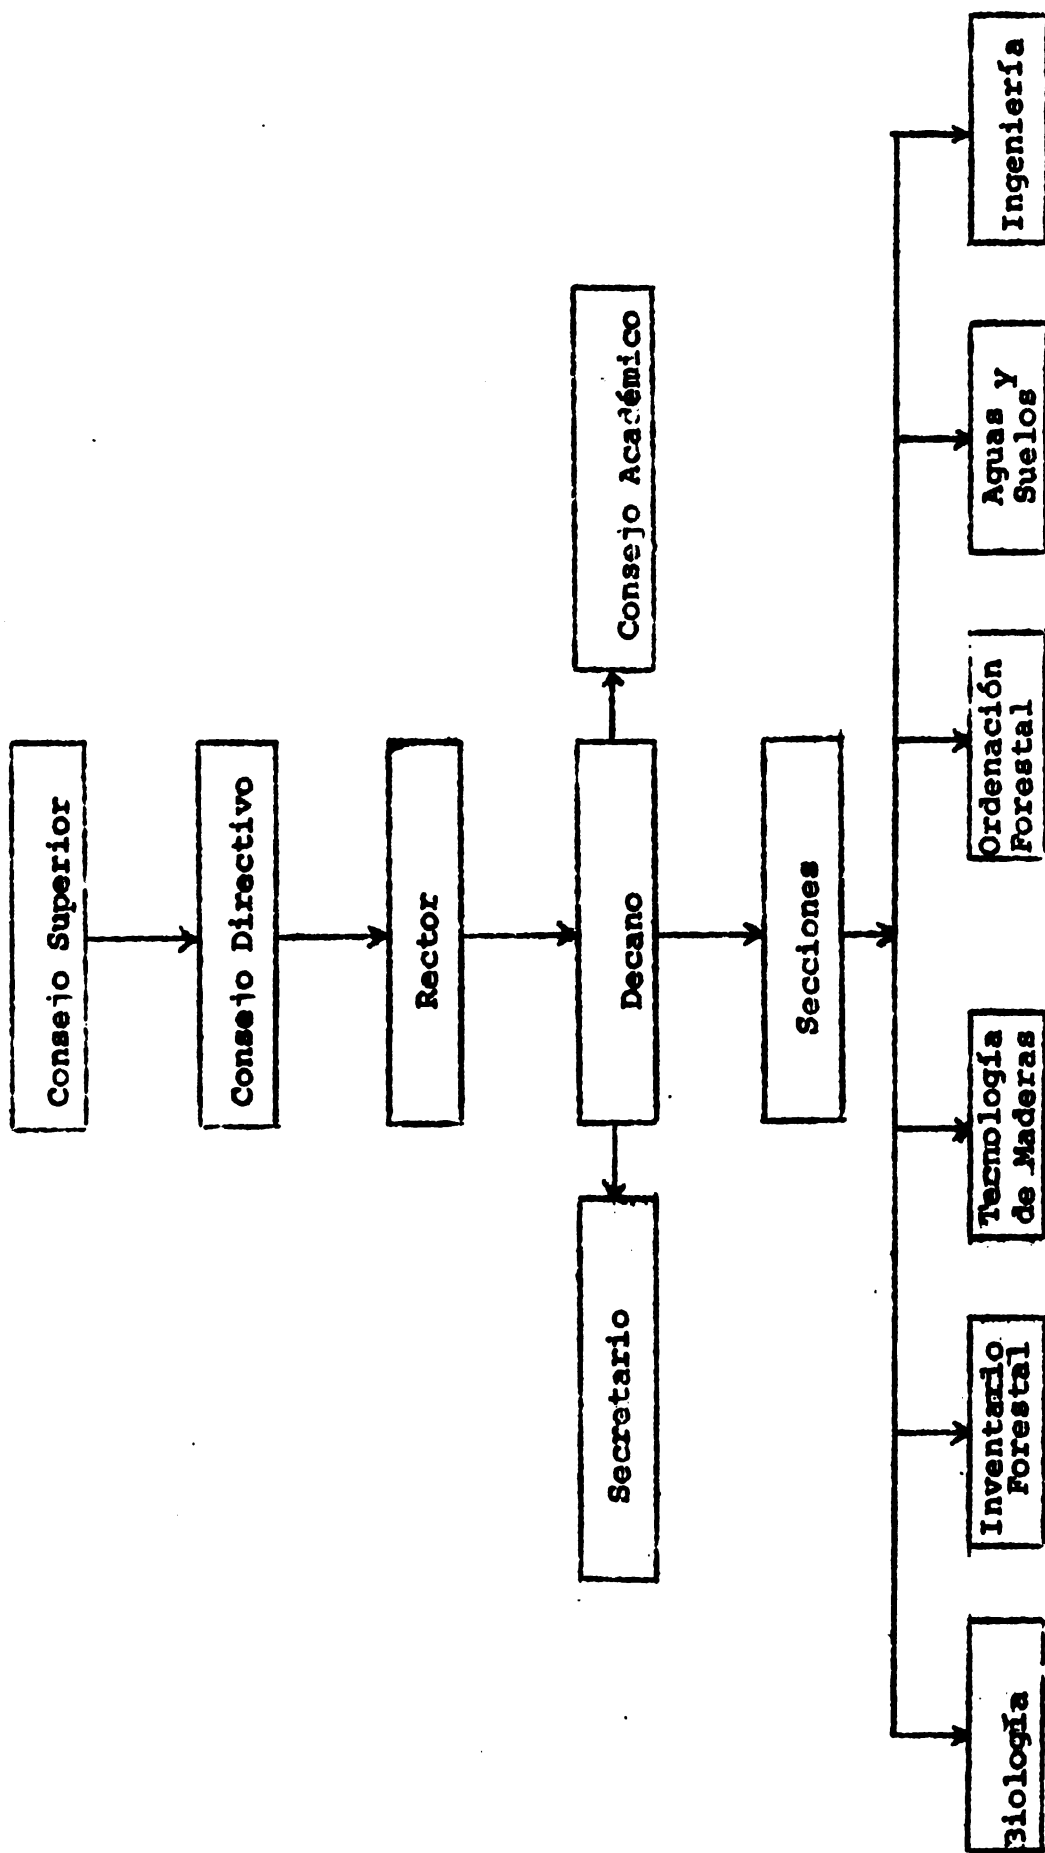 Consejo Superior
Consejo Directivo
Rector
Secretario
Decano
Consejo Académico
Secciones
Biología
Inventario
Forestal
Tecnología
de Maderas
Ordenación
Forestal
Aguas y
Suelos
Ingeniería